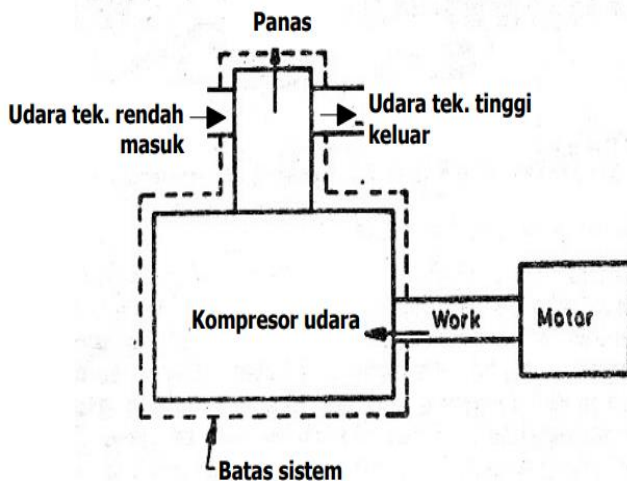 Panas
Udara tek. rendah
masuk
Udara tek. tinggi
keluar
Kompresor udara
Work
Motor
Batas sistem